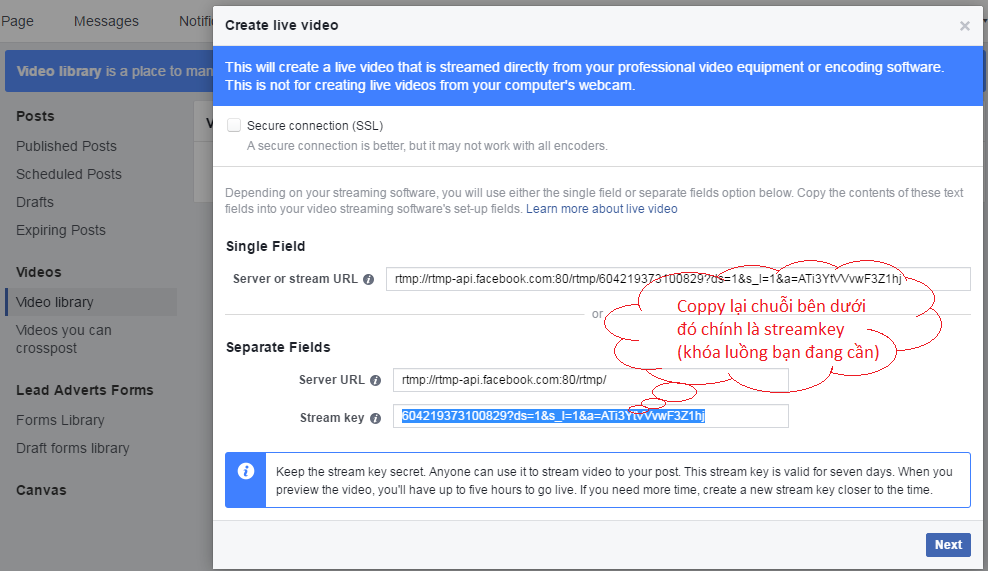 Page Messages
Create live video
Video library is a place to
This will create a live video that is streamed directly from your professional video equipment or encoding software.
This is not for creating live videos from your computer's webcam.
Posts
Published Posts
Scheduled Posts
Drafts
Expiring Posts
Videos
Video library
Videos you can
crosspost
Lead Adverts Forms
Forms Library
Draft forms library
Canvas
Secure connection (SSL)
A secure connection is better, but it may not work with all encoders.
Depending on your streaming software, you will use either the single field or separate fields option below. Copy the contents of these text
fields into your video streaming software's set-up fields. Learn more about live video
Single Field
Server or stream URL rtmp://rtmp-api.facebook.com:80/rtmp/604219373100829?ds=1&s_l=1&a=ATi3YtVVvwF3Z1hj
or
Coppy lại chuỗi bên dưới
đó chính là streamkey
(khóa luồng bạn đang cần)
Separate Fields
Server URL rtmp://rtmp-api.facebook.com:80/rtmp/
Stream key 604219373100829?ds=1&s_l=1&a=ATi3YtVVvwF3Z1hj
Keep the stream key secret. Anyone can use it to stream video to your post. This stream key is valid for seven days. When you
preview the video, you'll have up to five hours to go live. If you need more time, create a new stream key closer to the time.
Next